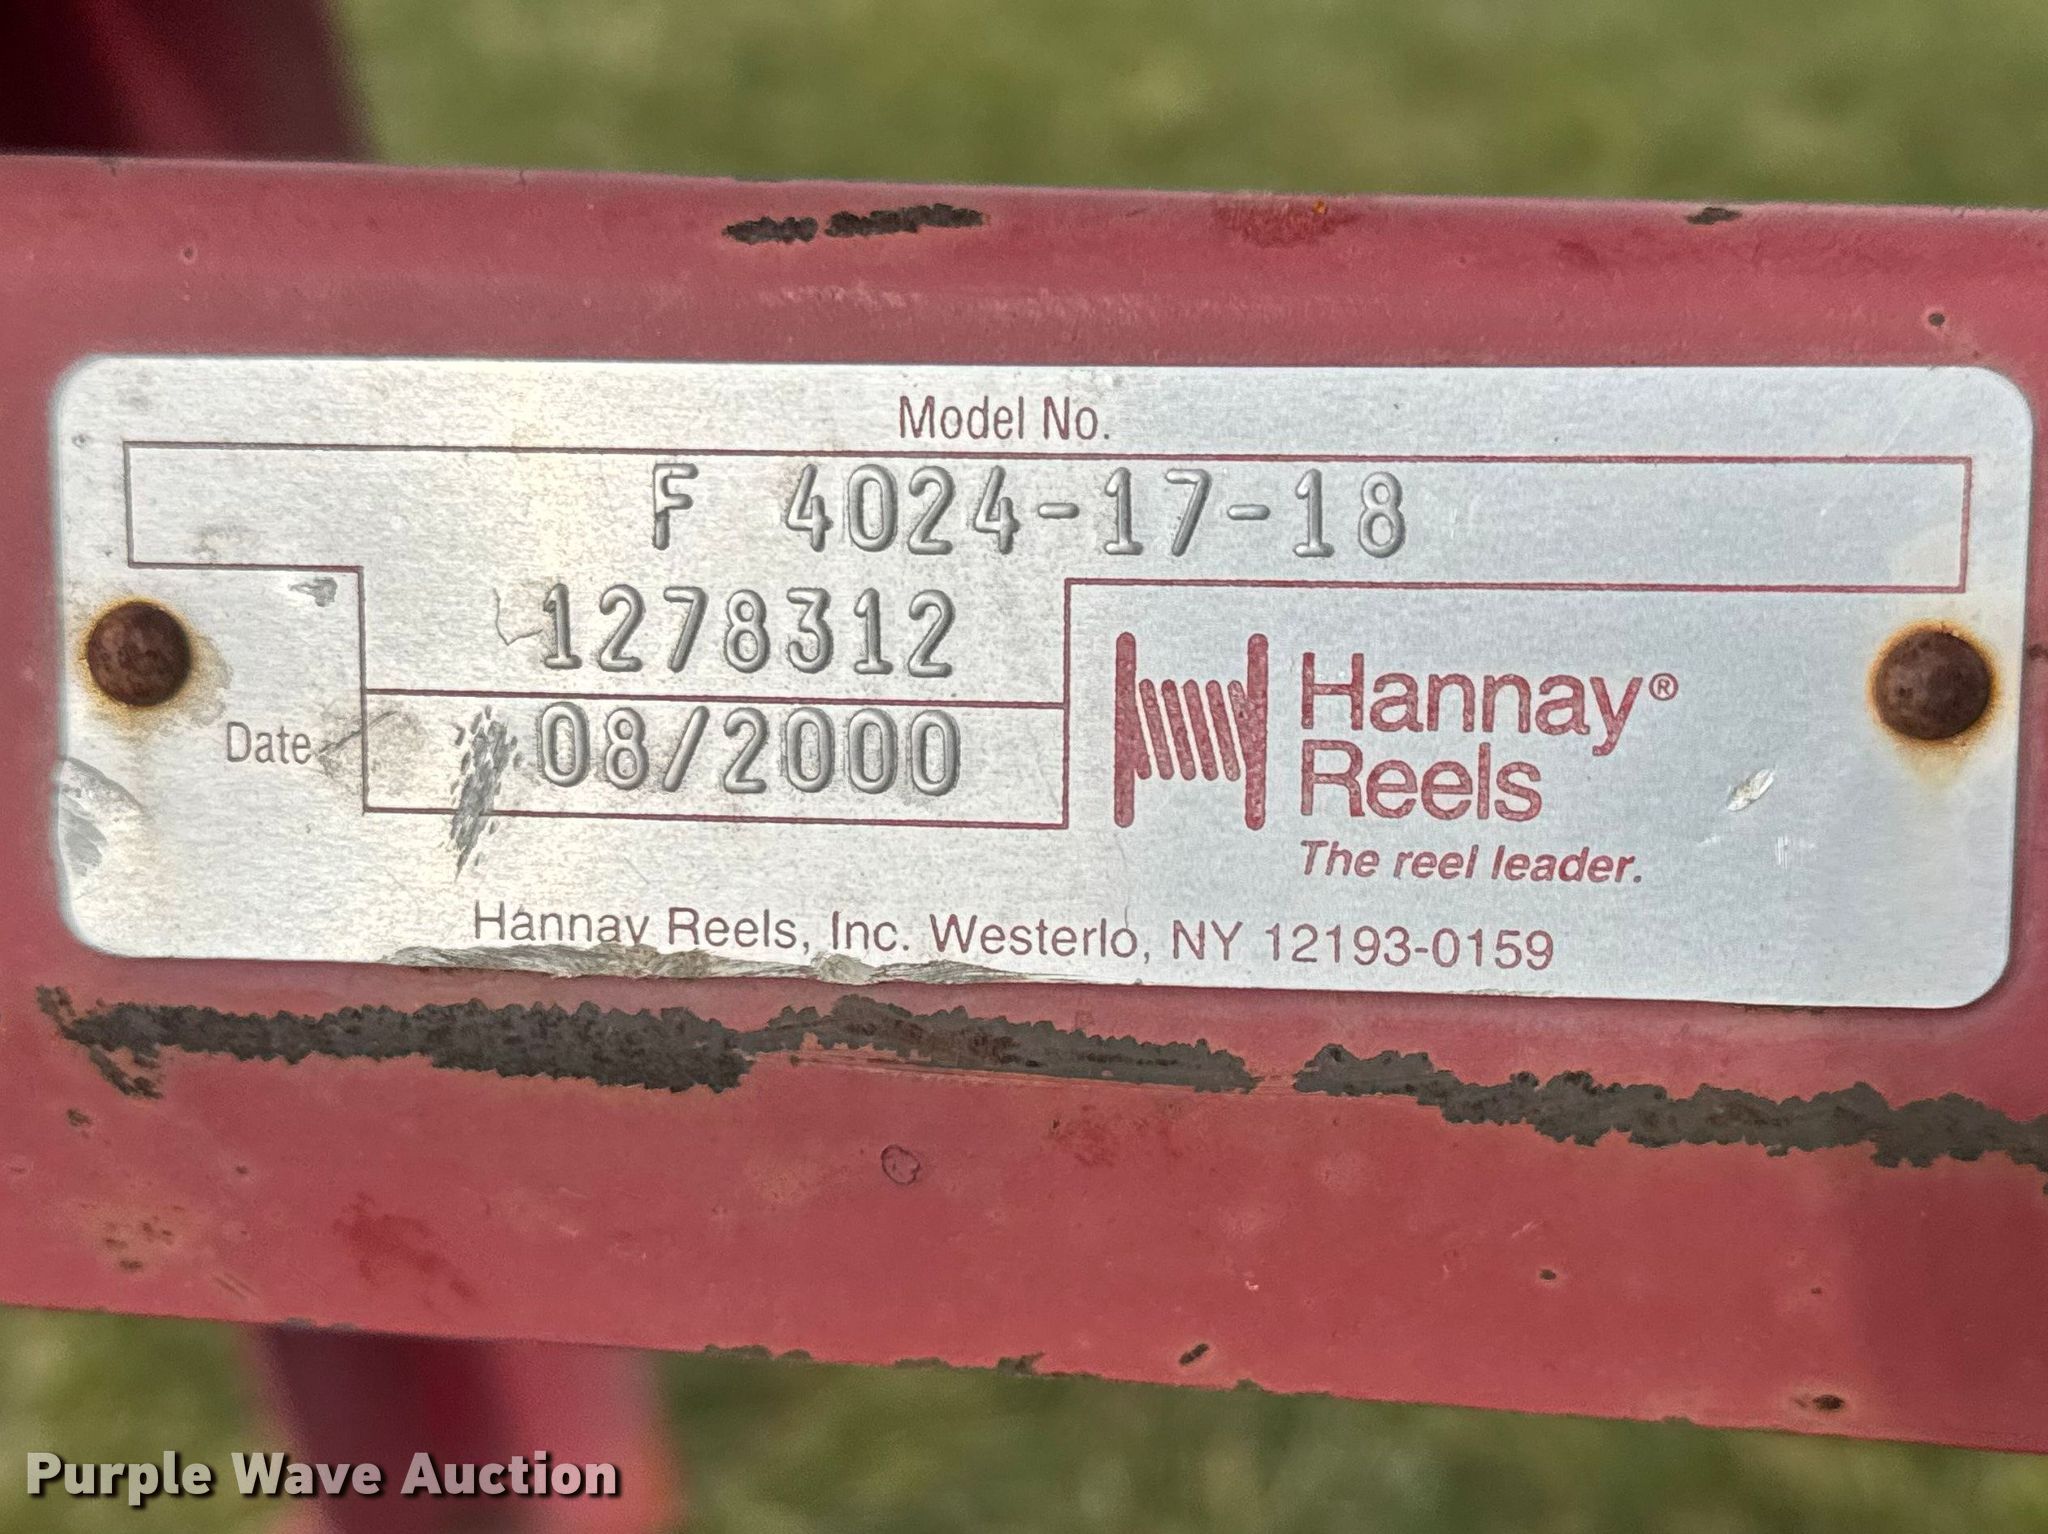 Model No.
F 4024-17-18
1278312
Date 08/2000
Hannay®
Reels
The reel leader.
Hannay Reels, Inc. Westerlo, NY 12193-0159
Purple Wave Auction